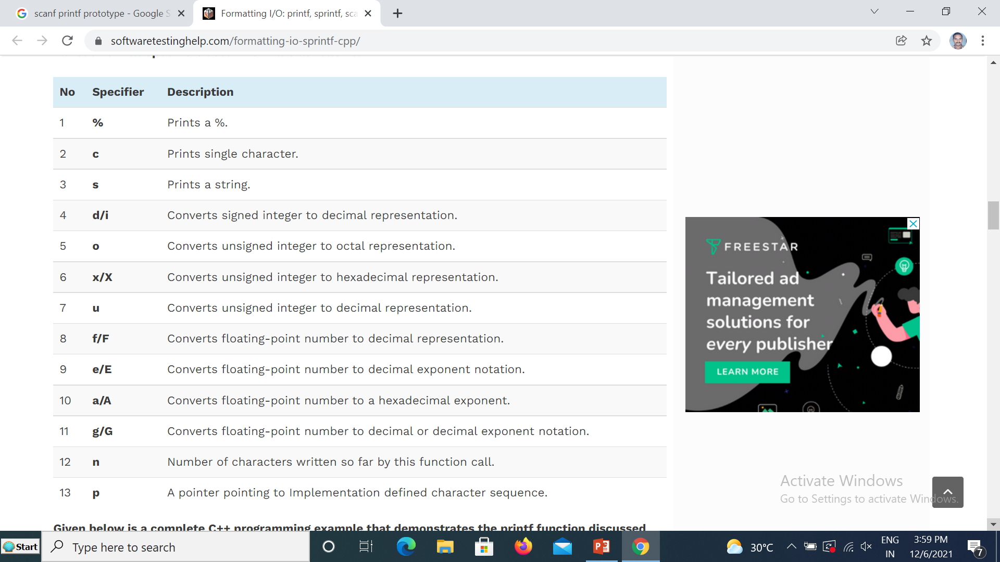 scanf printf prototype - Google S
Formatting I/O: printf, sprintf, sca
softwaretestinghelp.com/formatting-io-sprintf-cpp/
No Specifier Description
1 % Prints a %.
2 c Prints single character.
3 s Prints a string.
4 d/i Converts signed integer to decimal representation.
5 o Converts unsigned integer to octal representation.
6 x/X Converts unsigned integer to hexadecimal representation.
7 u Converts unsigned integer to decimal representation.
8 f/F Converts floating-point number to decimal representation.
9 e/E Converts floating-point number to decimal exponent notation.
10 a/A Converts floating-point number to a hexadecimal exponent.
11 g/G Converts floating-point number to decimal or decimal exponent notation.
12 n Number of characters written so far by this function call.
13 p A pointer pointing to Implementation defined character sequence.
Given below is a complete C++ programming example that demonstrates the printf function discussed
FREESTAR
Tailored ad
management
solutions for
every publisher
LEARN MORE
Activate Windows
Go to Settings to activate Windows.
Start
Type here to search
30°C
ENG
IN
3:59 PM
12/6/2021
7